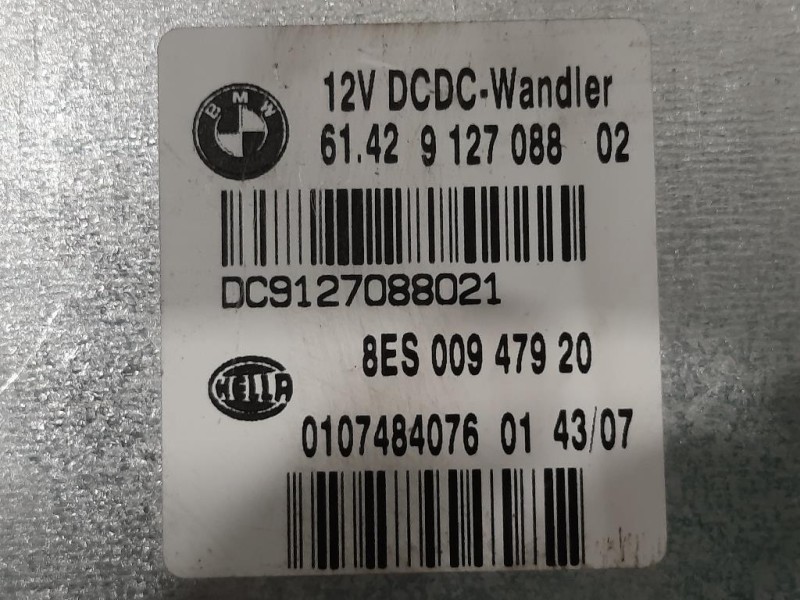 BMW
12V DCDC-Wandler
61.42 9 127 088 02
DC9127088021
8ES 009 479 20
HELLA
0107484076 01 43/07